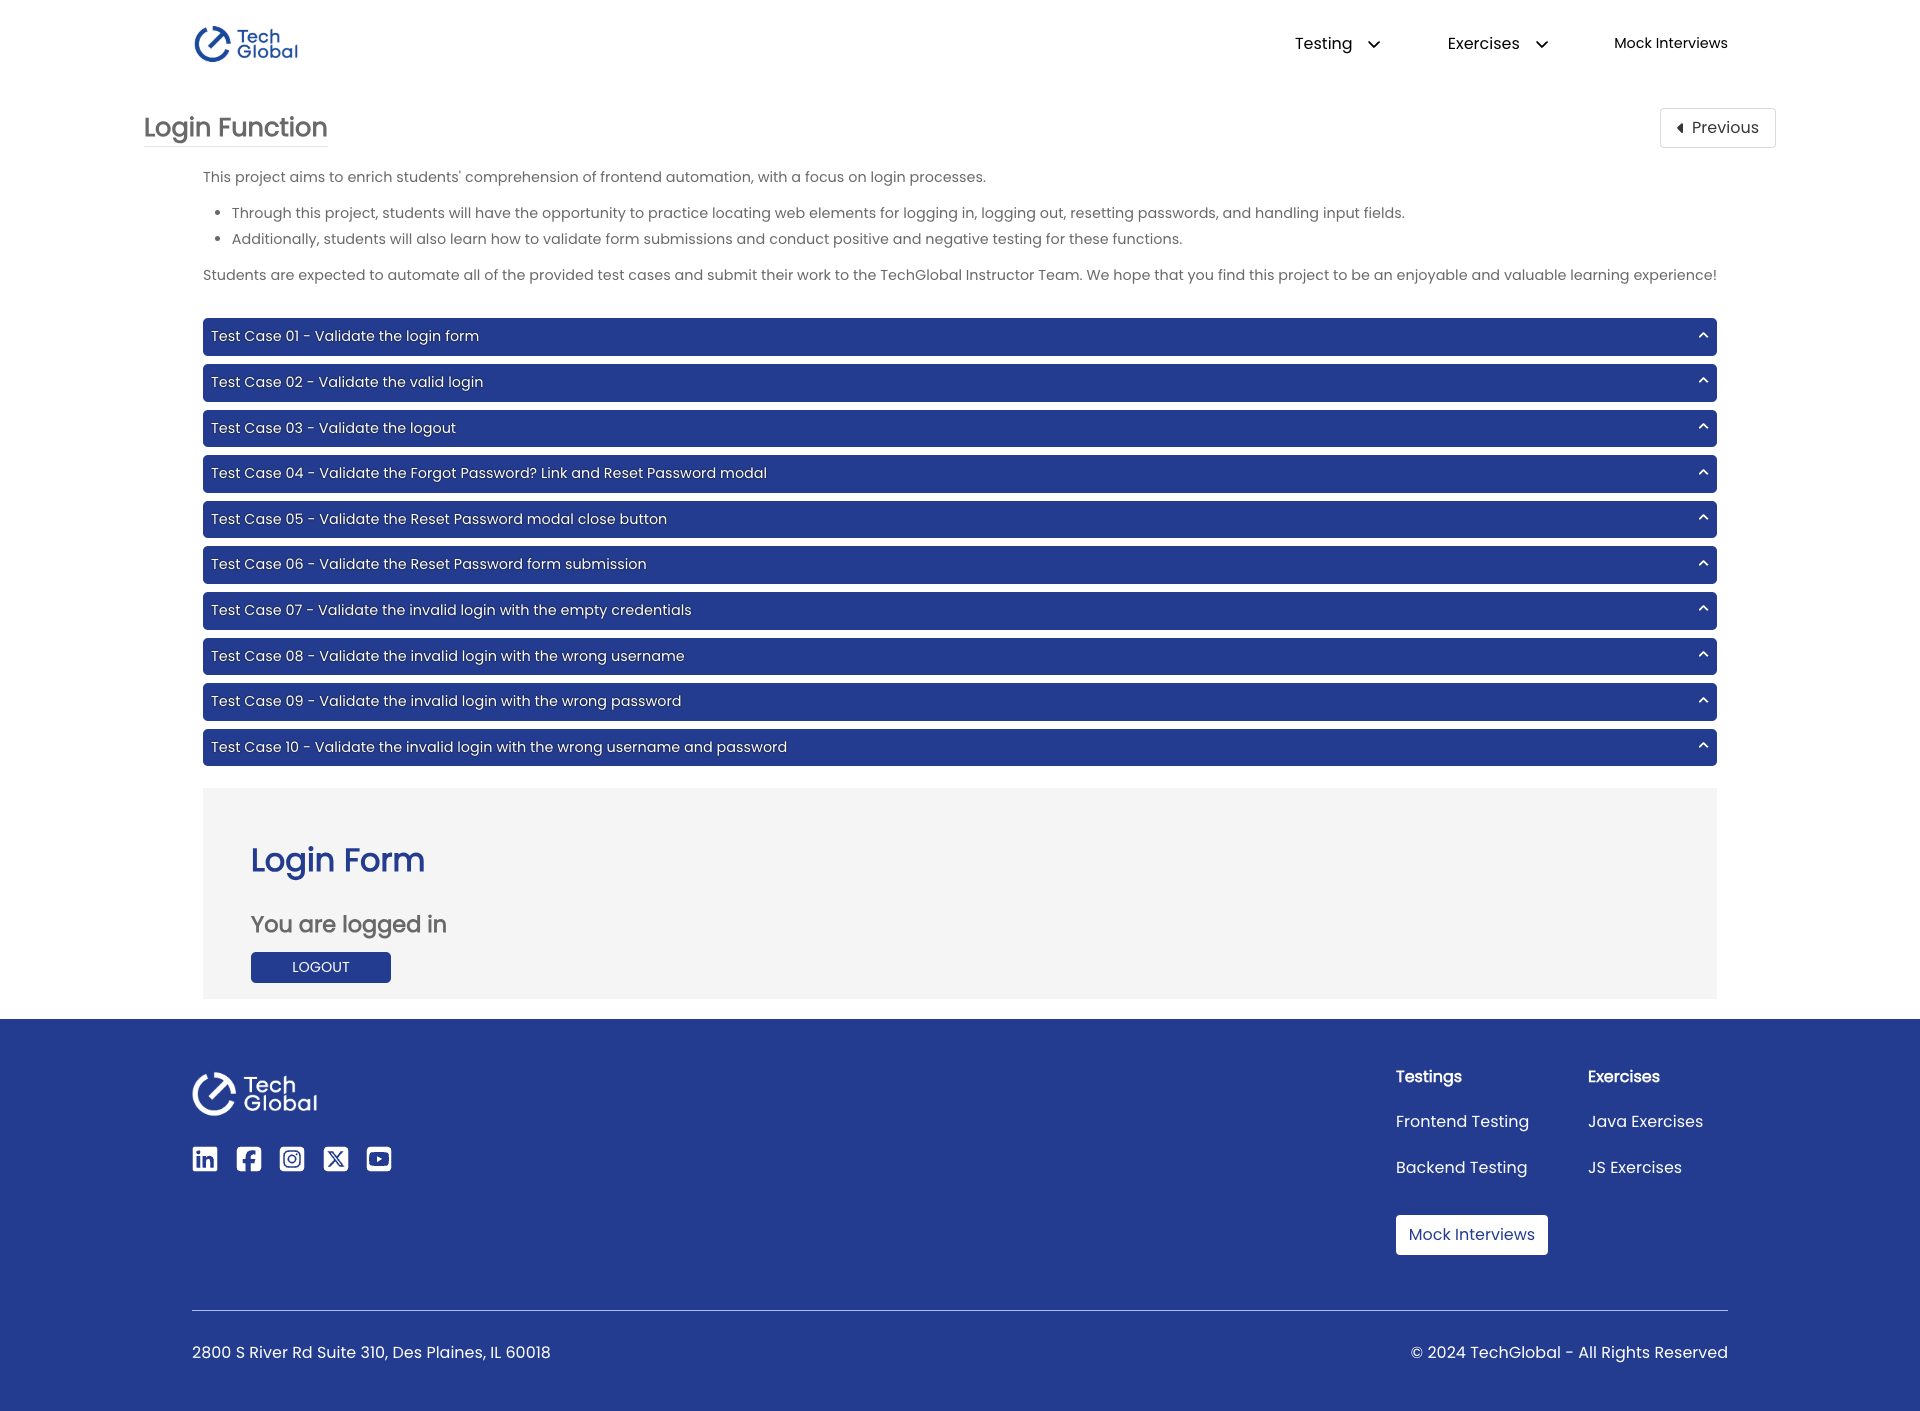 Tech
Global
Testing
Exercises
Mock Interviews
Login Function
Previous
This project aims to enrich students' comprehension of frontend automation, with a focus on login processes.
• Through this project, students will have the opportunity to practice locating web elements for logging in, logging out, resetting passwords, and handling input fields.
• Additionally, students will also learn how to validate form submissions and conduct positive and negative testing for these functions.
Students are expected to automate all of the provided test cases and submit their work to the TechGlobal Instructor Team. We hope that you find this project to be an enjoyable and valuable learning experience!
Test Case 01 - Validate the login form
Test Case 02 - Validate the valid login
Test Case 03 - Validate the logout
Test Case 04 - Validate the Forgot Password? Link and Reset Password modal
Test Case 05 - Validate the Reset Password modal close button
Test Case 06 - Validate the Reset Password form submission
Test Case 07 - Validate the invalid login with the empty credentials
Test Case 08 - Validate the invalid login with the wrong username
Test Case 09 - Validate the invalid login with the wrong password
Test Case 10 - Validate the invalid login with the wrong username and password
Login Form
You are logged in
LOGOUT
Tech
Global
Testings
Frontend Testing
Backend Testing
Mock Interviews
Exercises
Java Exercises
JS Exercises
2800 S River Rd Suite 310, Des Plaines, IL 60018
© 2024 TechGlobal - All Rights Reserved